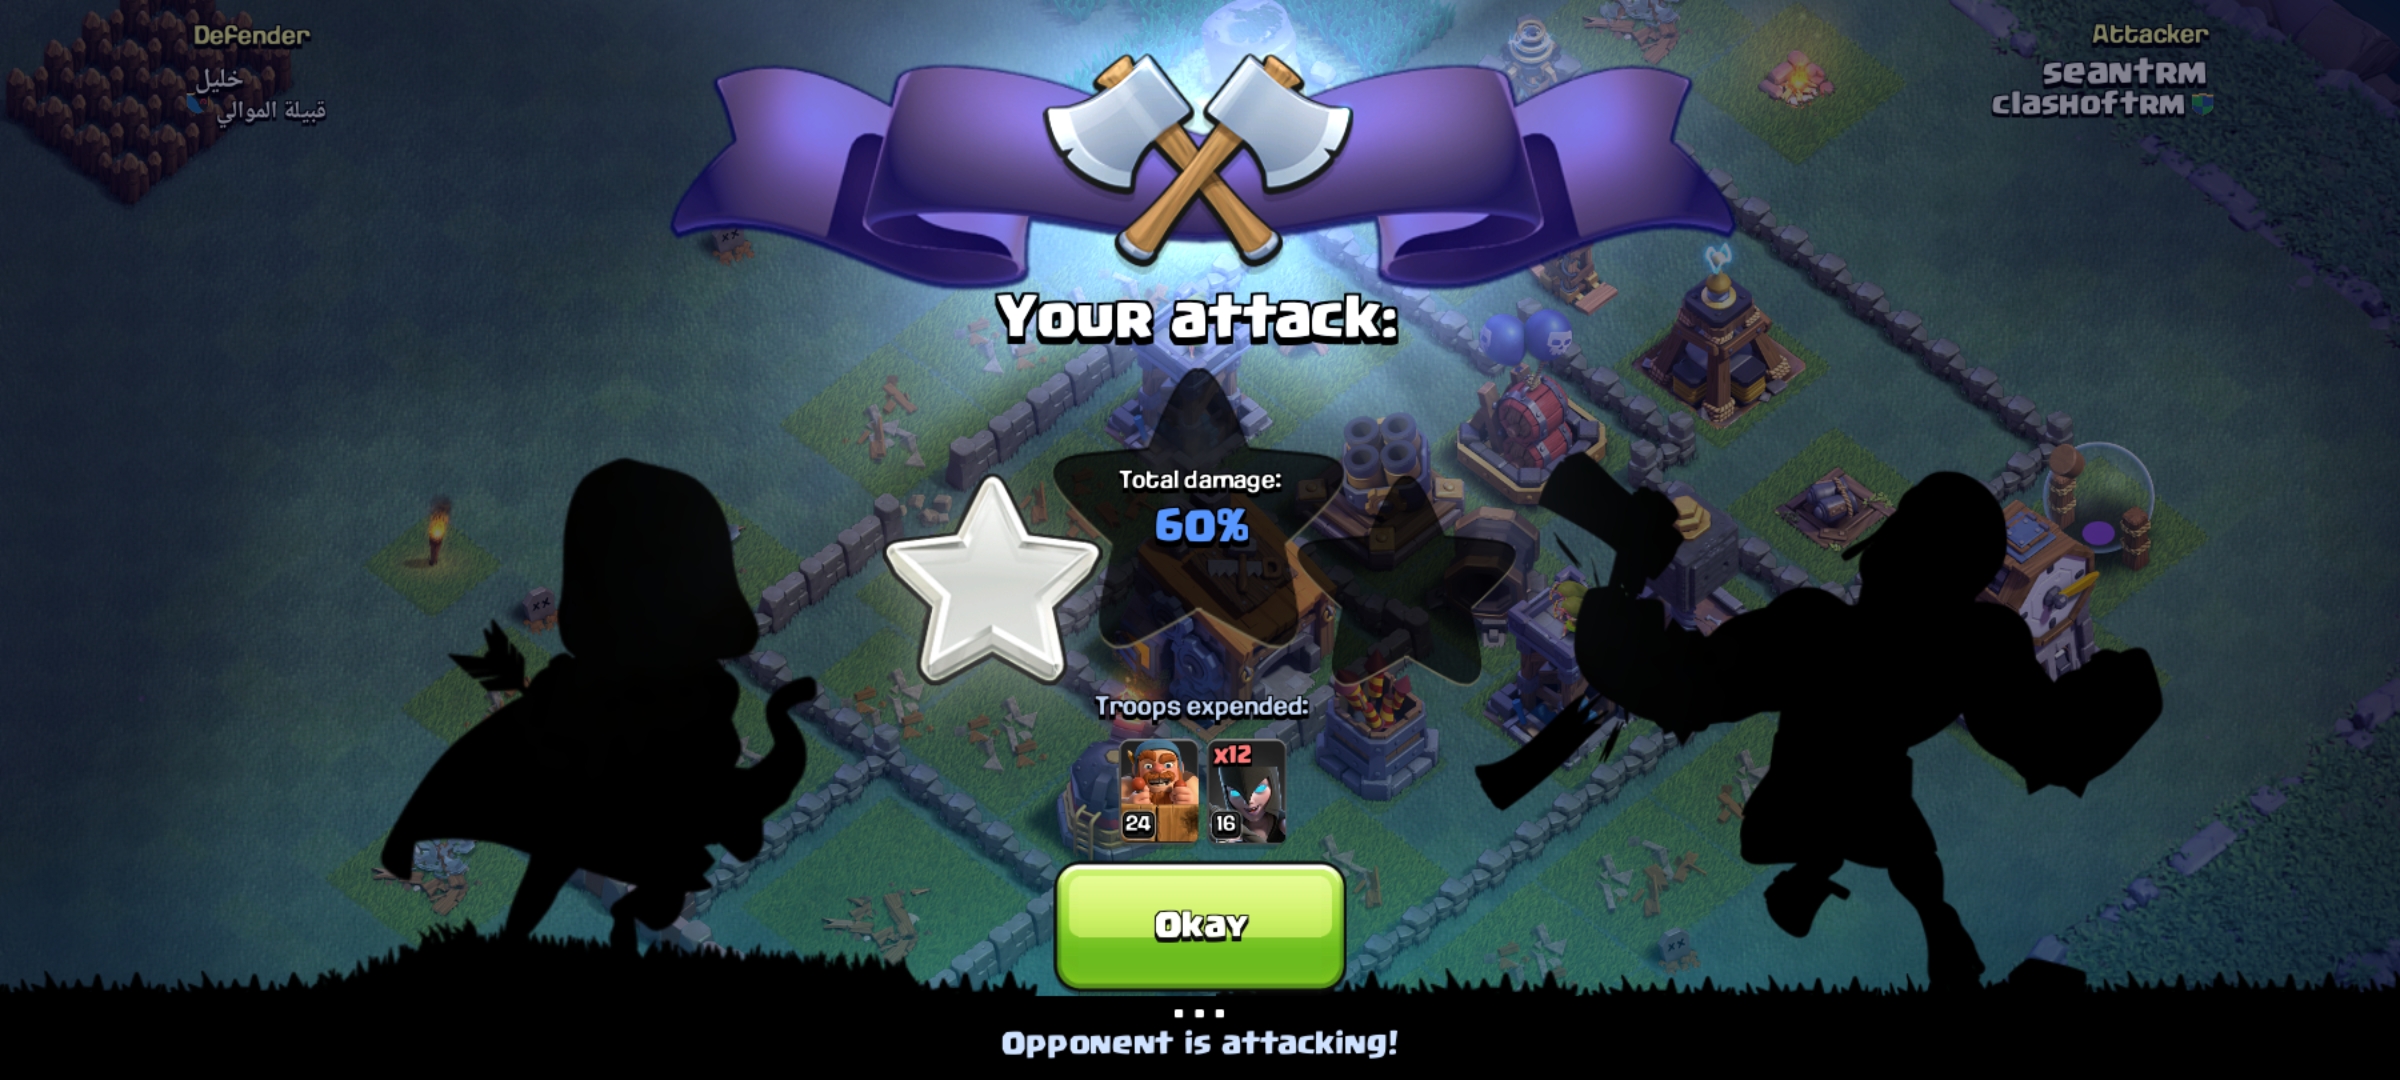 Defender
خليل
قبيلة الموالي
Attacker
seantRM
clashoftRM
Your attack:
Total damage:
60%
Troops expended:
x12
24
16
Okay
...
Opponent is attacking!